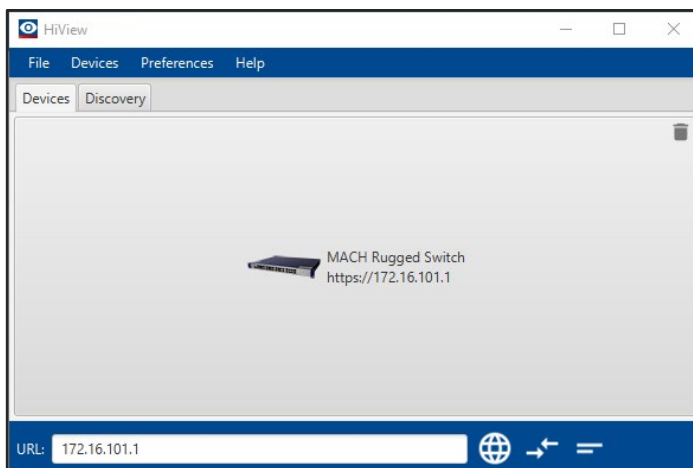 HiView
File Devices Preferences Help
Devices Discovery
MACH Rugged Switch
https://172.16.101.1
URL: 172.16.101.1